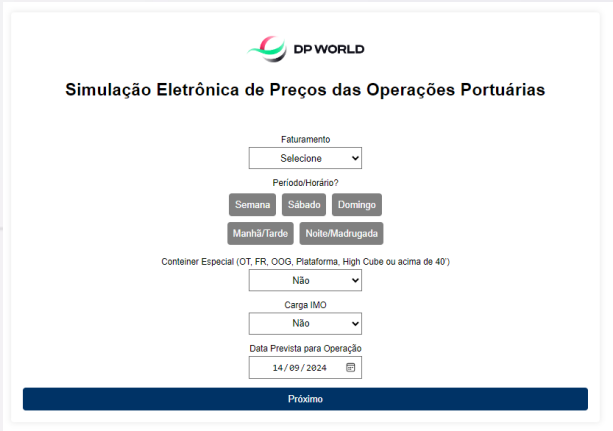 DP WORLD
Simulação Eletrônica de Preços das Operações Portuárias
Faturamento
Selecione
Período/Horário?
Semana Sábado Domingo
Manhã/Tarde Noite/Madrugada
Conteiner Especial (OT, FR, OOG, Plataforma, High Cube ou acima de 40')
Não
Carga IMO
Não
Data Prevista para Operação
14/09/2024
Próximo